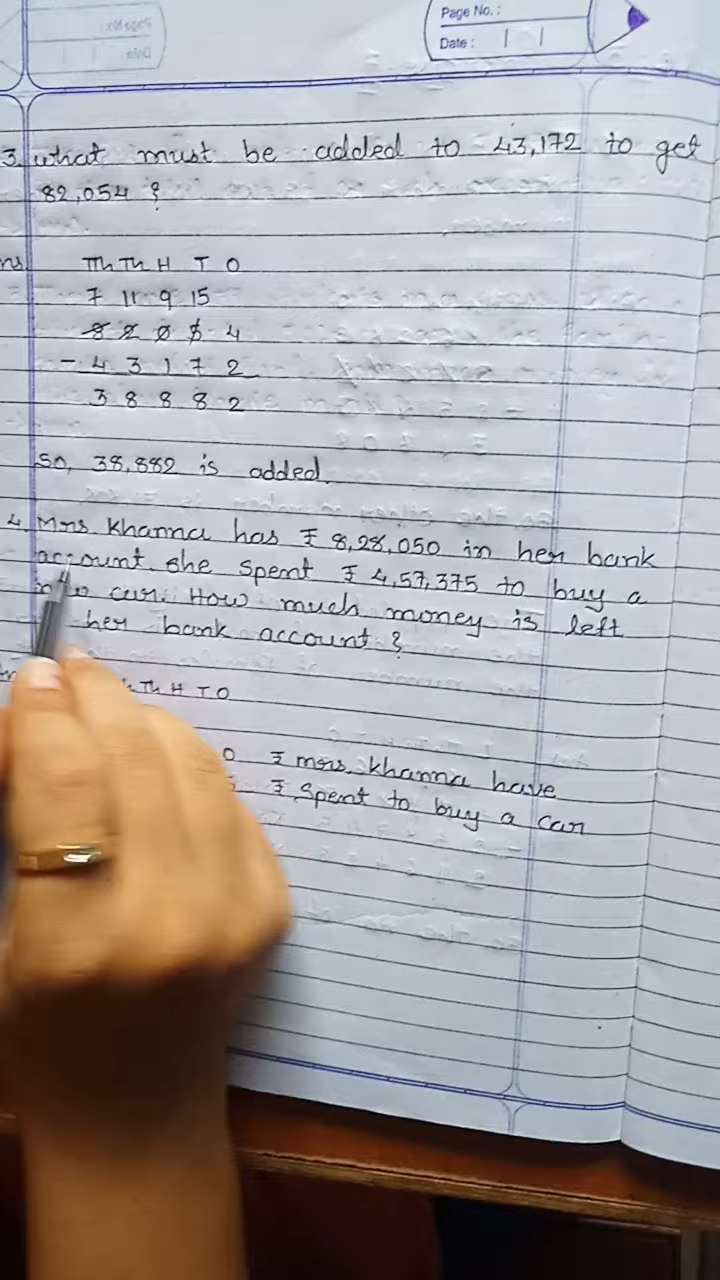 Page No. :
Date :
3. what must be added to 43,172 to get
82,054 ?
ns. TTh Th H T O
7 11 9 15
8 2 0 5 4
- 4 3 1 7 2
3 8 8 8 2
So, 38,882 is added.
4. Mrs. Khanna has ₹ 8,28,050 in her bank
account. she spent ₹ 4,57,375 to buy a
car. How much money is left
her bank account ?
Th H T O
0 ₹ mrs. khanna have
₹ spent to buy a car